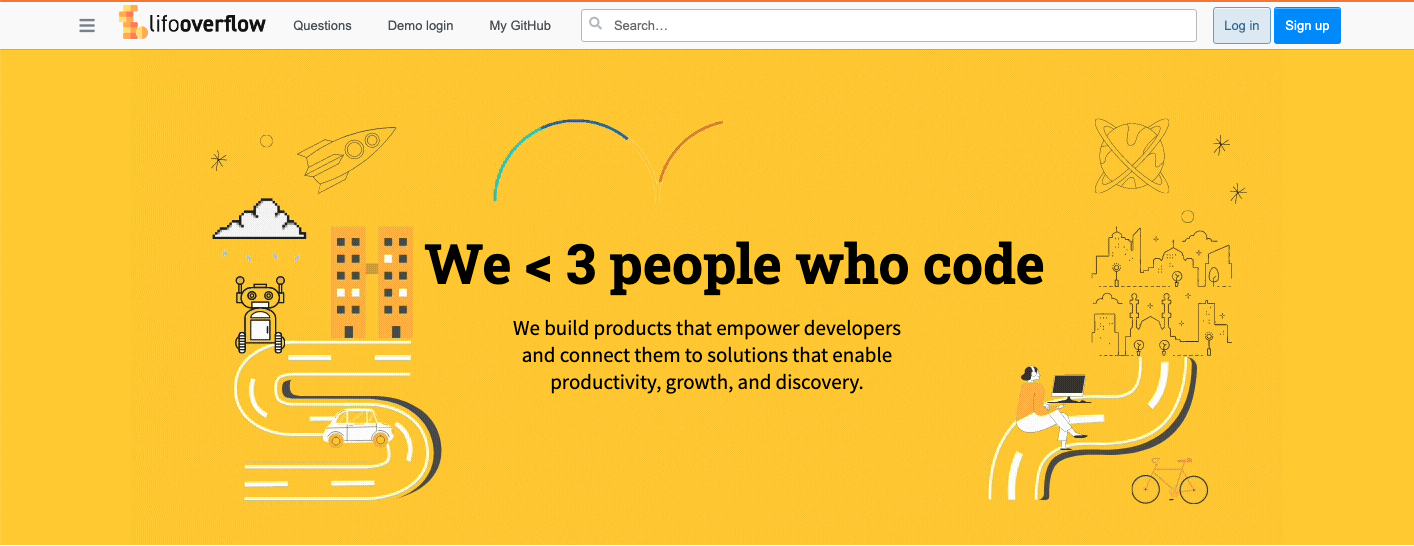 lifooverflow
Questions
Demo login
My GitHub
Search…
Log in
Sign up
We < 3 people who code
We build products that empower developers
and connect them to solutions that enable
productivity, growth, and discovery.